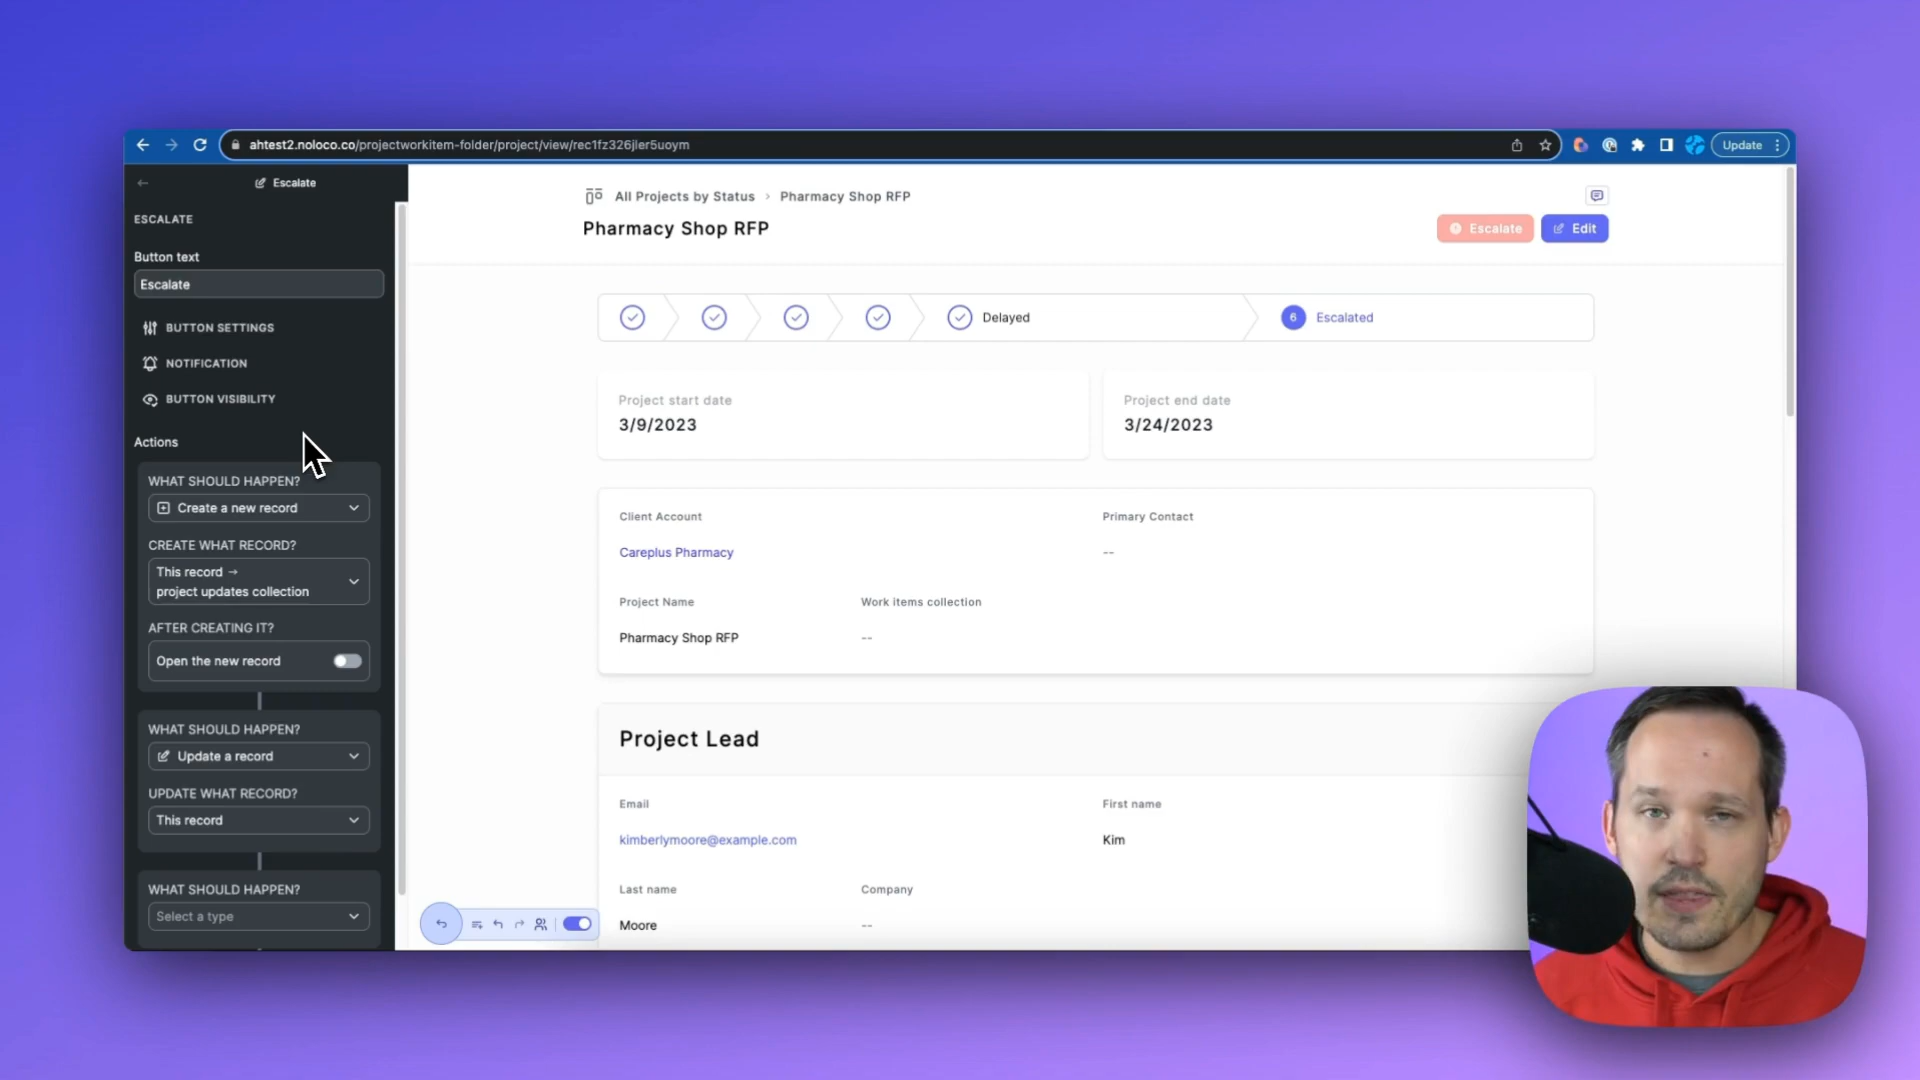 ahtest2.noloco.co/projectworkitem-folder/project/view/rec1fz326jler5uoym
Update
Escalate
ESCALATE
Button text
Escalate
BUTTON SETTINGS
NOTIFICATION
BUTTON VISIBILITY
Actions
WHAT SHOULD HAPPEN?
Create a new record
CREATE WHAT RECORD?
This record →
project updates collection
AFTER CREATING IT?
Open the new record
WHAT SHOULD HAPPEN?
Update a record
UPDATE WHAT RECORD?
This record
WHAT SHOULD HAPPEN?
Select a type
All Projects by Status > Pharmacy Shop RFP
Pharmacy Shop RFP
Escalate
Edit
Delayed
6 Escalated
Project start date
3/9/2023
Project end date
3/24/2023
Client Account
Careplus Pharmacy
Primary Contact
--
Project Name
Pharmacy Shop RFP
Work items collection
--
Project Lead
Email
kimberlymoore@example.com
First name
Kim
Last name
Moore
Company
--